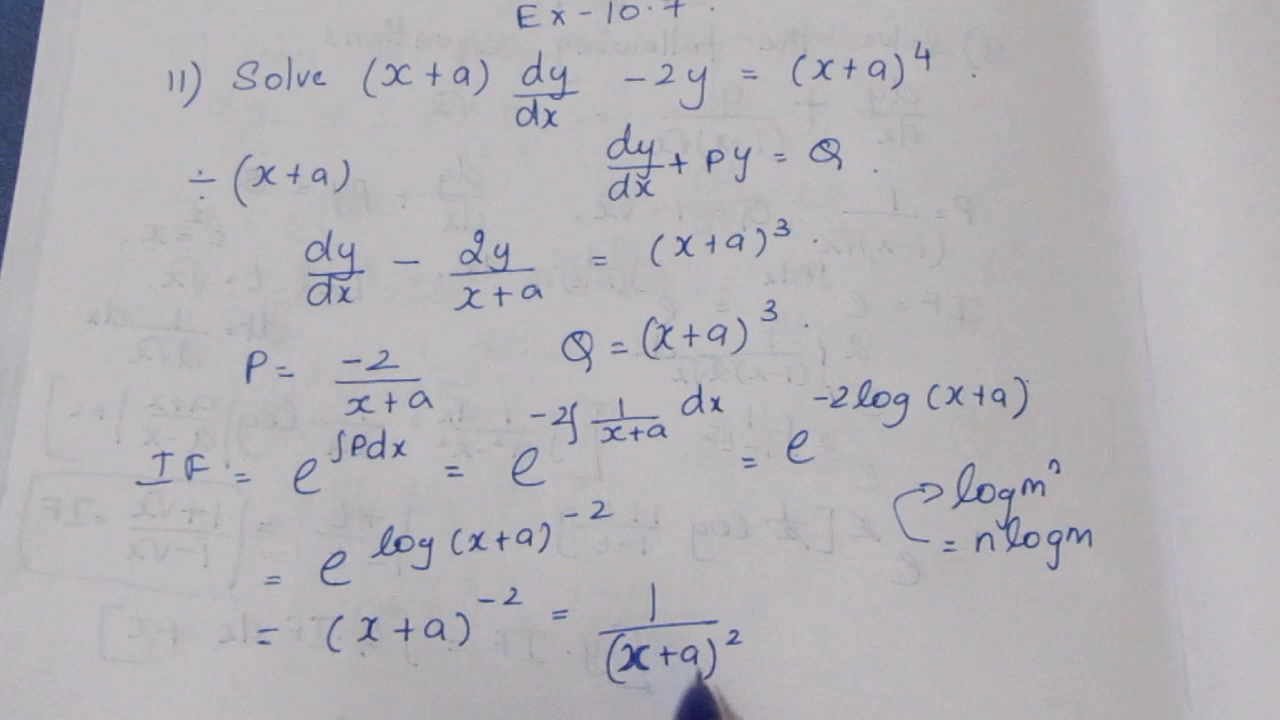 Ex-10.7.
11) Solve (x+a) dy/dx - 2y = (x+a)^4.
÷ (x+a) dy/dx + Py = Q.
dy/dx - 2y/(x+a) = (x+a)^3.
P = -2/(x+a) Q = (x+a)^3.
IF = e^(∫Pdx) = e^(-2∫ 1/(x+a) dx) = e^(-2log(x+a))
= e^(log(x+a)^-2) → log m^n
= n log m
= (x+a)^-2 = 1/(x+a)^2